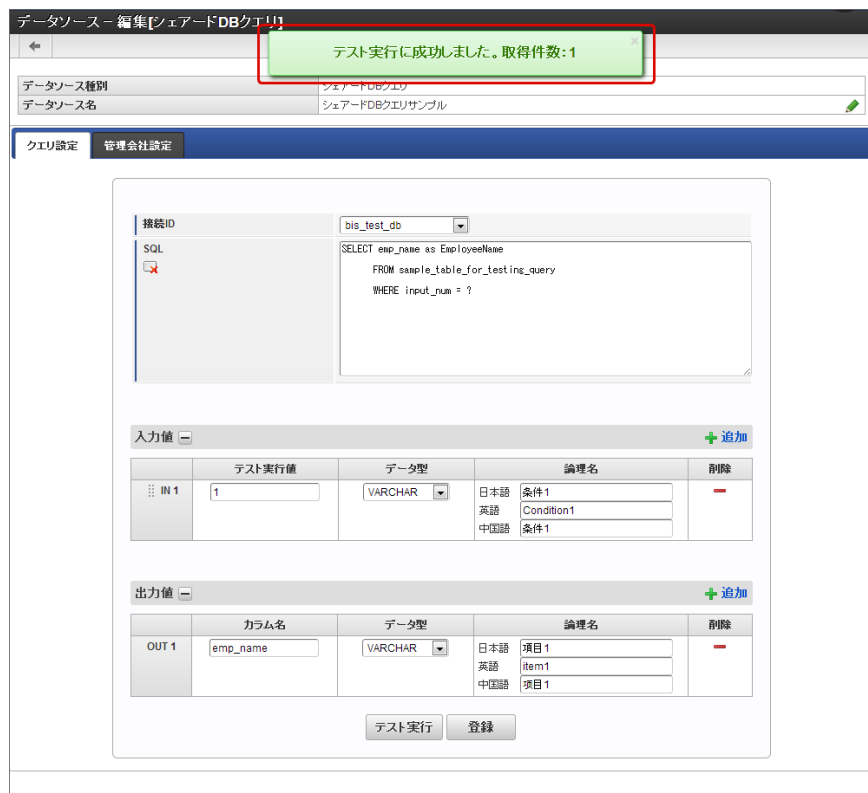 データソース − 編集[シェアードDBクエリ]
テスト実行に成功しました。取得件数：1
×
データソース種別 シェアードDBクエリ
データソース名 シェアードDBクエリサンプル
クエリ設定 管理会社設定
接続ID bis_test_db
SQL
SELECT emp_name as EmployeeName
FROM sample_table_for_testing_query
WHERE input_num = ?
入力値 追加
テスト実行値 データ型 論理名 削除
IN 1 1 VARCHAR 日本語 条件1
英語 Condition1
中国語 条件1
出力値 追加
カラム名 データ型 論理名 削除
OUT 1 emp_name VARCHAR 日本語 項目1
英語 item1
中国語 项目1
テスト実行 登録